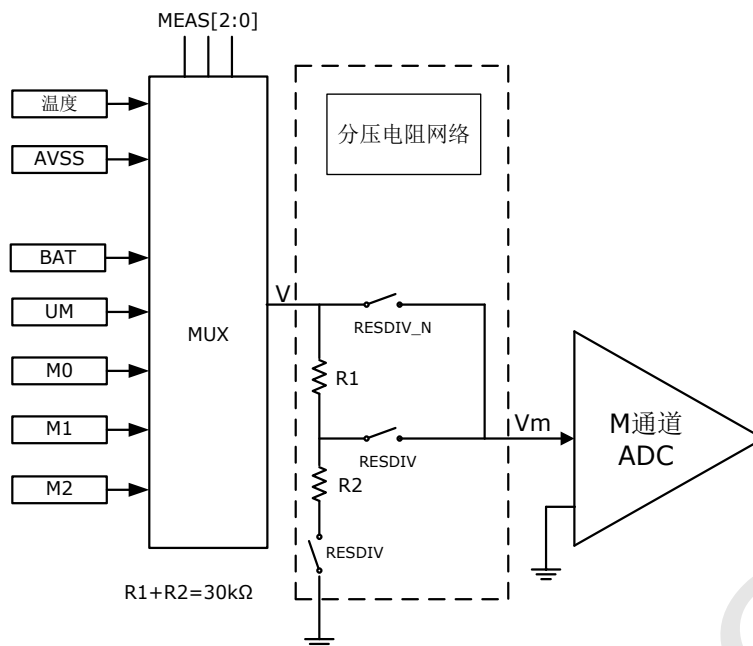 MEAS[2:0]
温度
AVSS
BAT
UM
M0
M1
M2
MUX
V
分压电阻网络
RESDIV_N
R1
RESDIV
R2
RESDIV
Vm
M通道
ADC
R1+R2=30kΩ